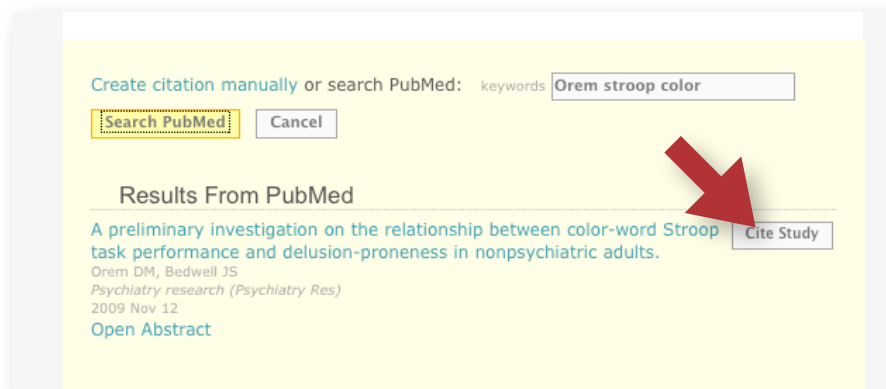 Create citation manually or search PubMed: keywords Orem stroop color
Search PubMed Cancel
Results From PubMed
A preliminary investigation on the relationship between color-word Stroop
task performance and delusion-proneness in nonpsychiatric adults.
Cite Study
Orem DM, Bedwell JS
Psychiatry research (Psychiatry Res)
2009 Nov 12
Open Abstract